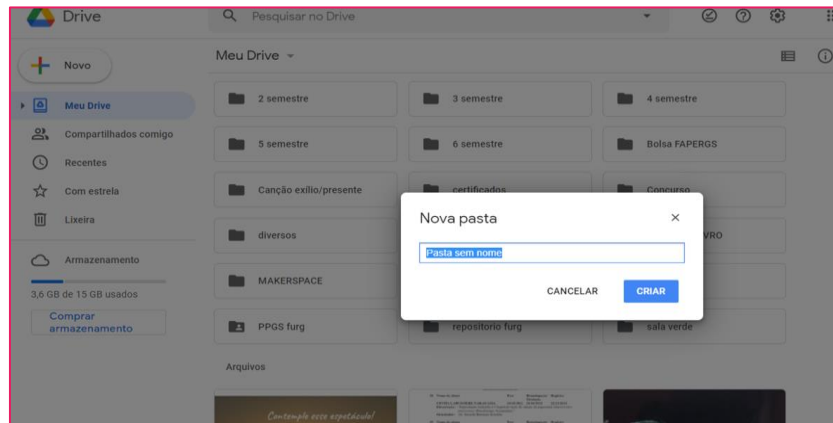 Drive
Pesquisar no Drive
Novo
Meu Drive
Meu Drive
Compartilhados comigo
Recentes
Com estrela
Lixeira
Armazenamento
3,6 GB de 15 GB usados
Comprar
armazenamento
2 semestre
3 semestre
4 semestre
5 semestre
6 semestre
Bolsa FAPERGS
Canção exílio/presente
certificados
Concurso
diversos
VRO
MAKERSPACE
PPGS furg
repositorio furg
sala verde
Nova pasta
Pasta sem nome
CANCELAR
CRIAR
Arquivos
Contemple esse espetáculo!